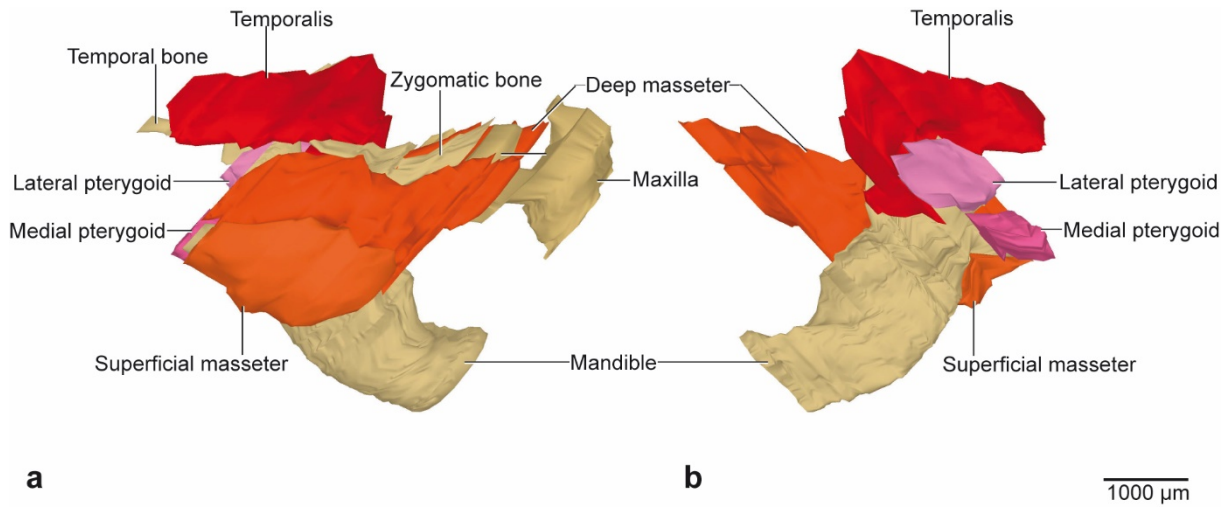 Temporalis
Temporalis
Temporal bone
Zygomatic bone
Deep masseter
Lateral pterygoid
Maxilla
Lateral pterygoid
Medial pterygoid
Medial pterygoid
Superficial masseter
Mandible
Superficial masseter
a
b
1000 µm